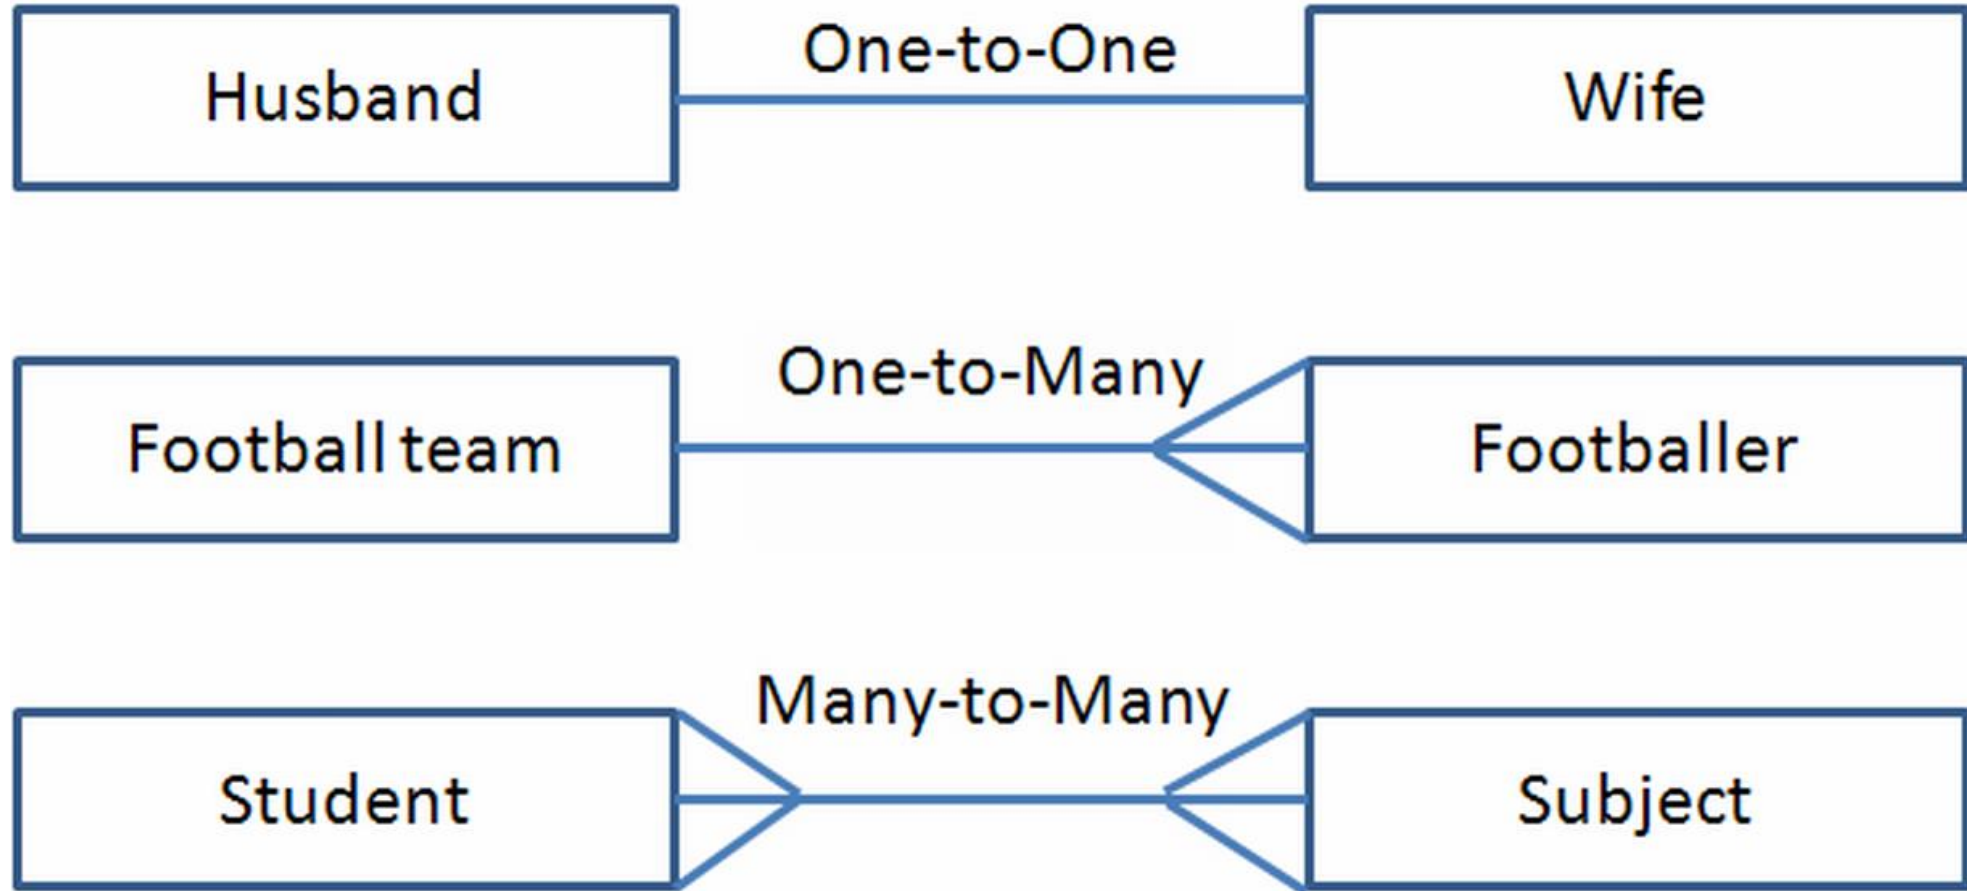 Husband
One-to-One
Wife
Football team
One-to-Many
Footballer
Student
Many-to-Many
Subject